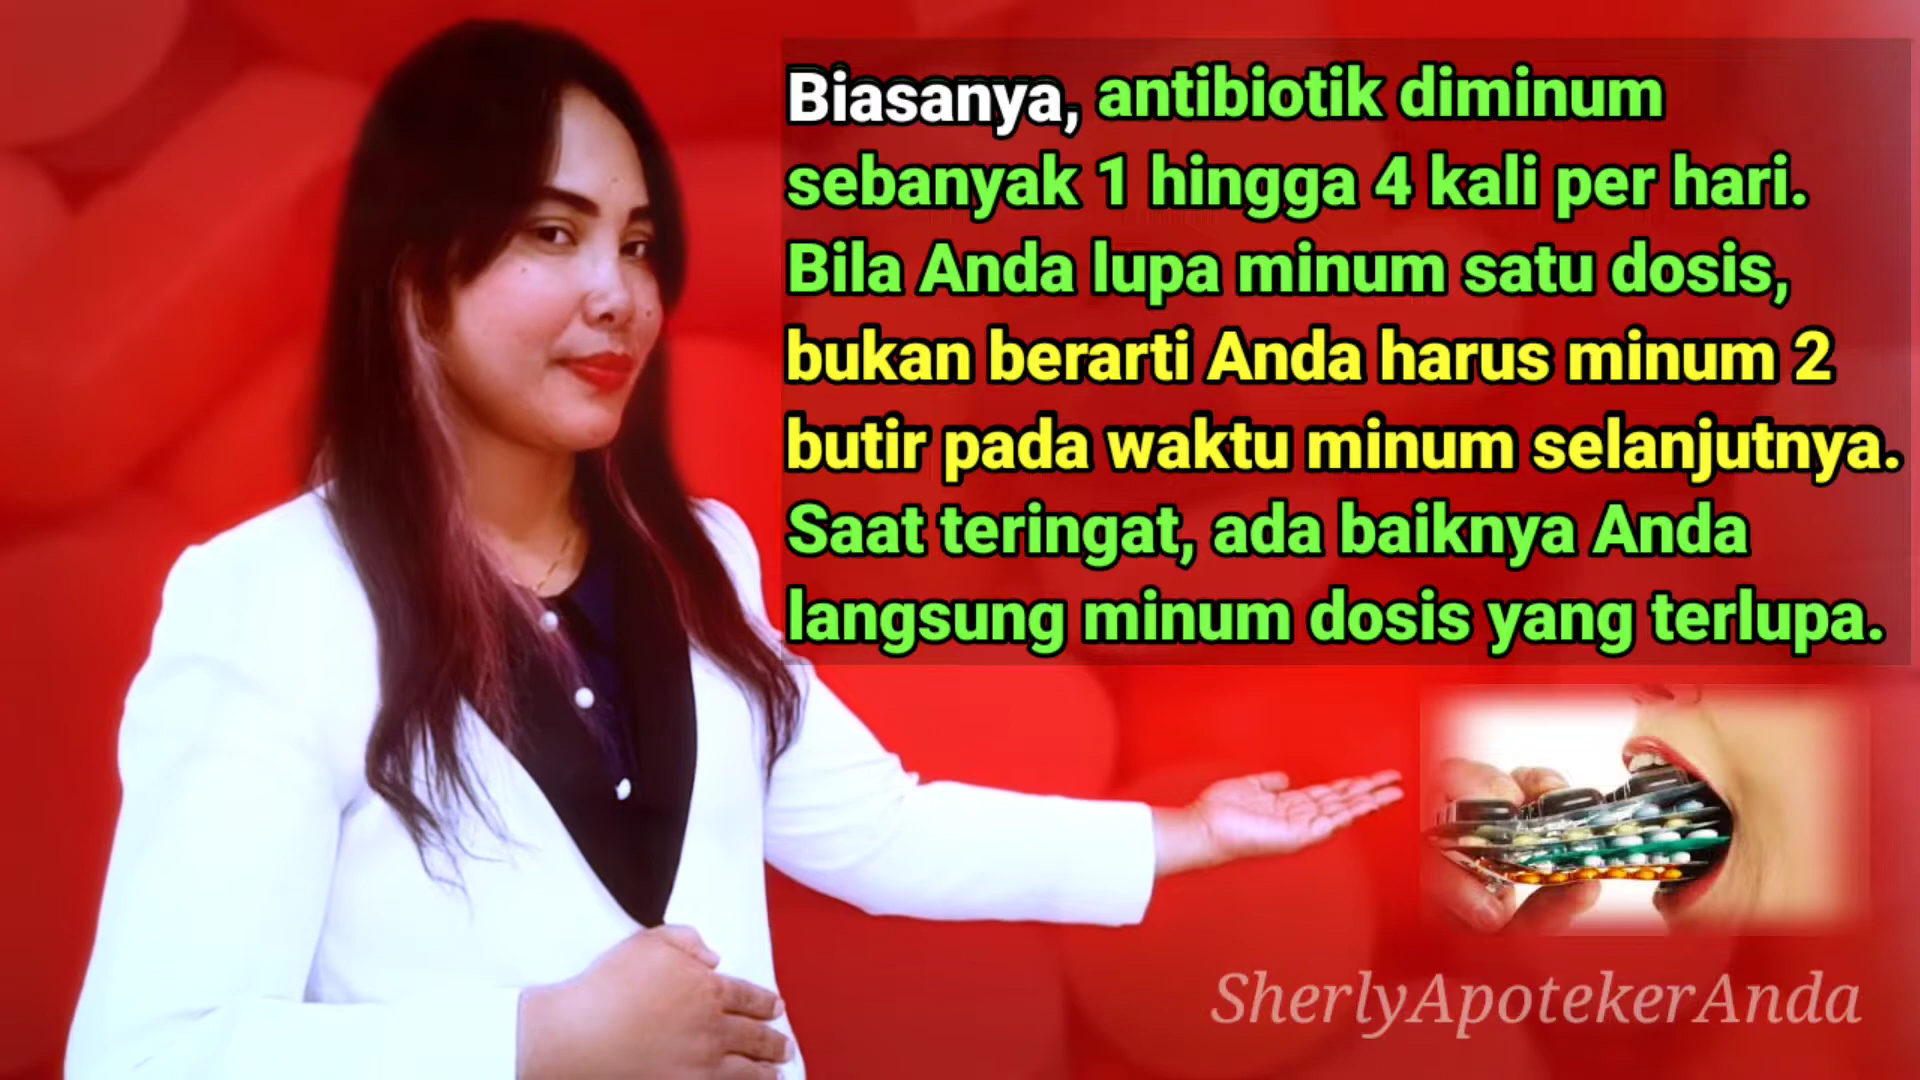 Biasanya, antibiotik diminum
sebanyak 1 hingga 4 kali per hari.
Bila Anda lupa minum satu dosis,
bukan berarti Anda harus minum 2
butir pada waktu minum selanjutnya.
Saat teringat, ada baiknya Anda
langsung minum dosis yang terlupa.
SherlyApotekerAnda